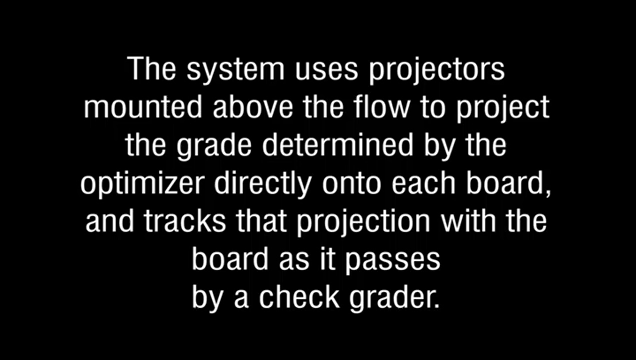 The system uses projectors
mounted above the flow to project
the grade determined by the
optimizer directly onto each board,
and tracks that projection with the
board as it passes
by a check grader.